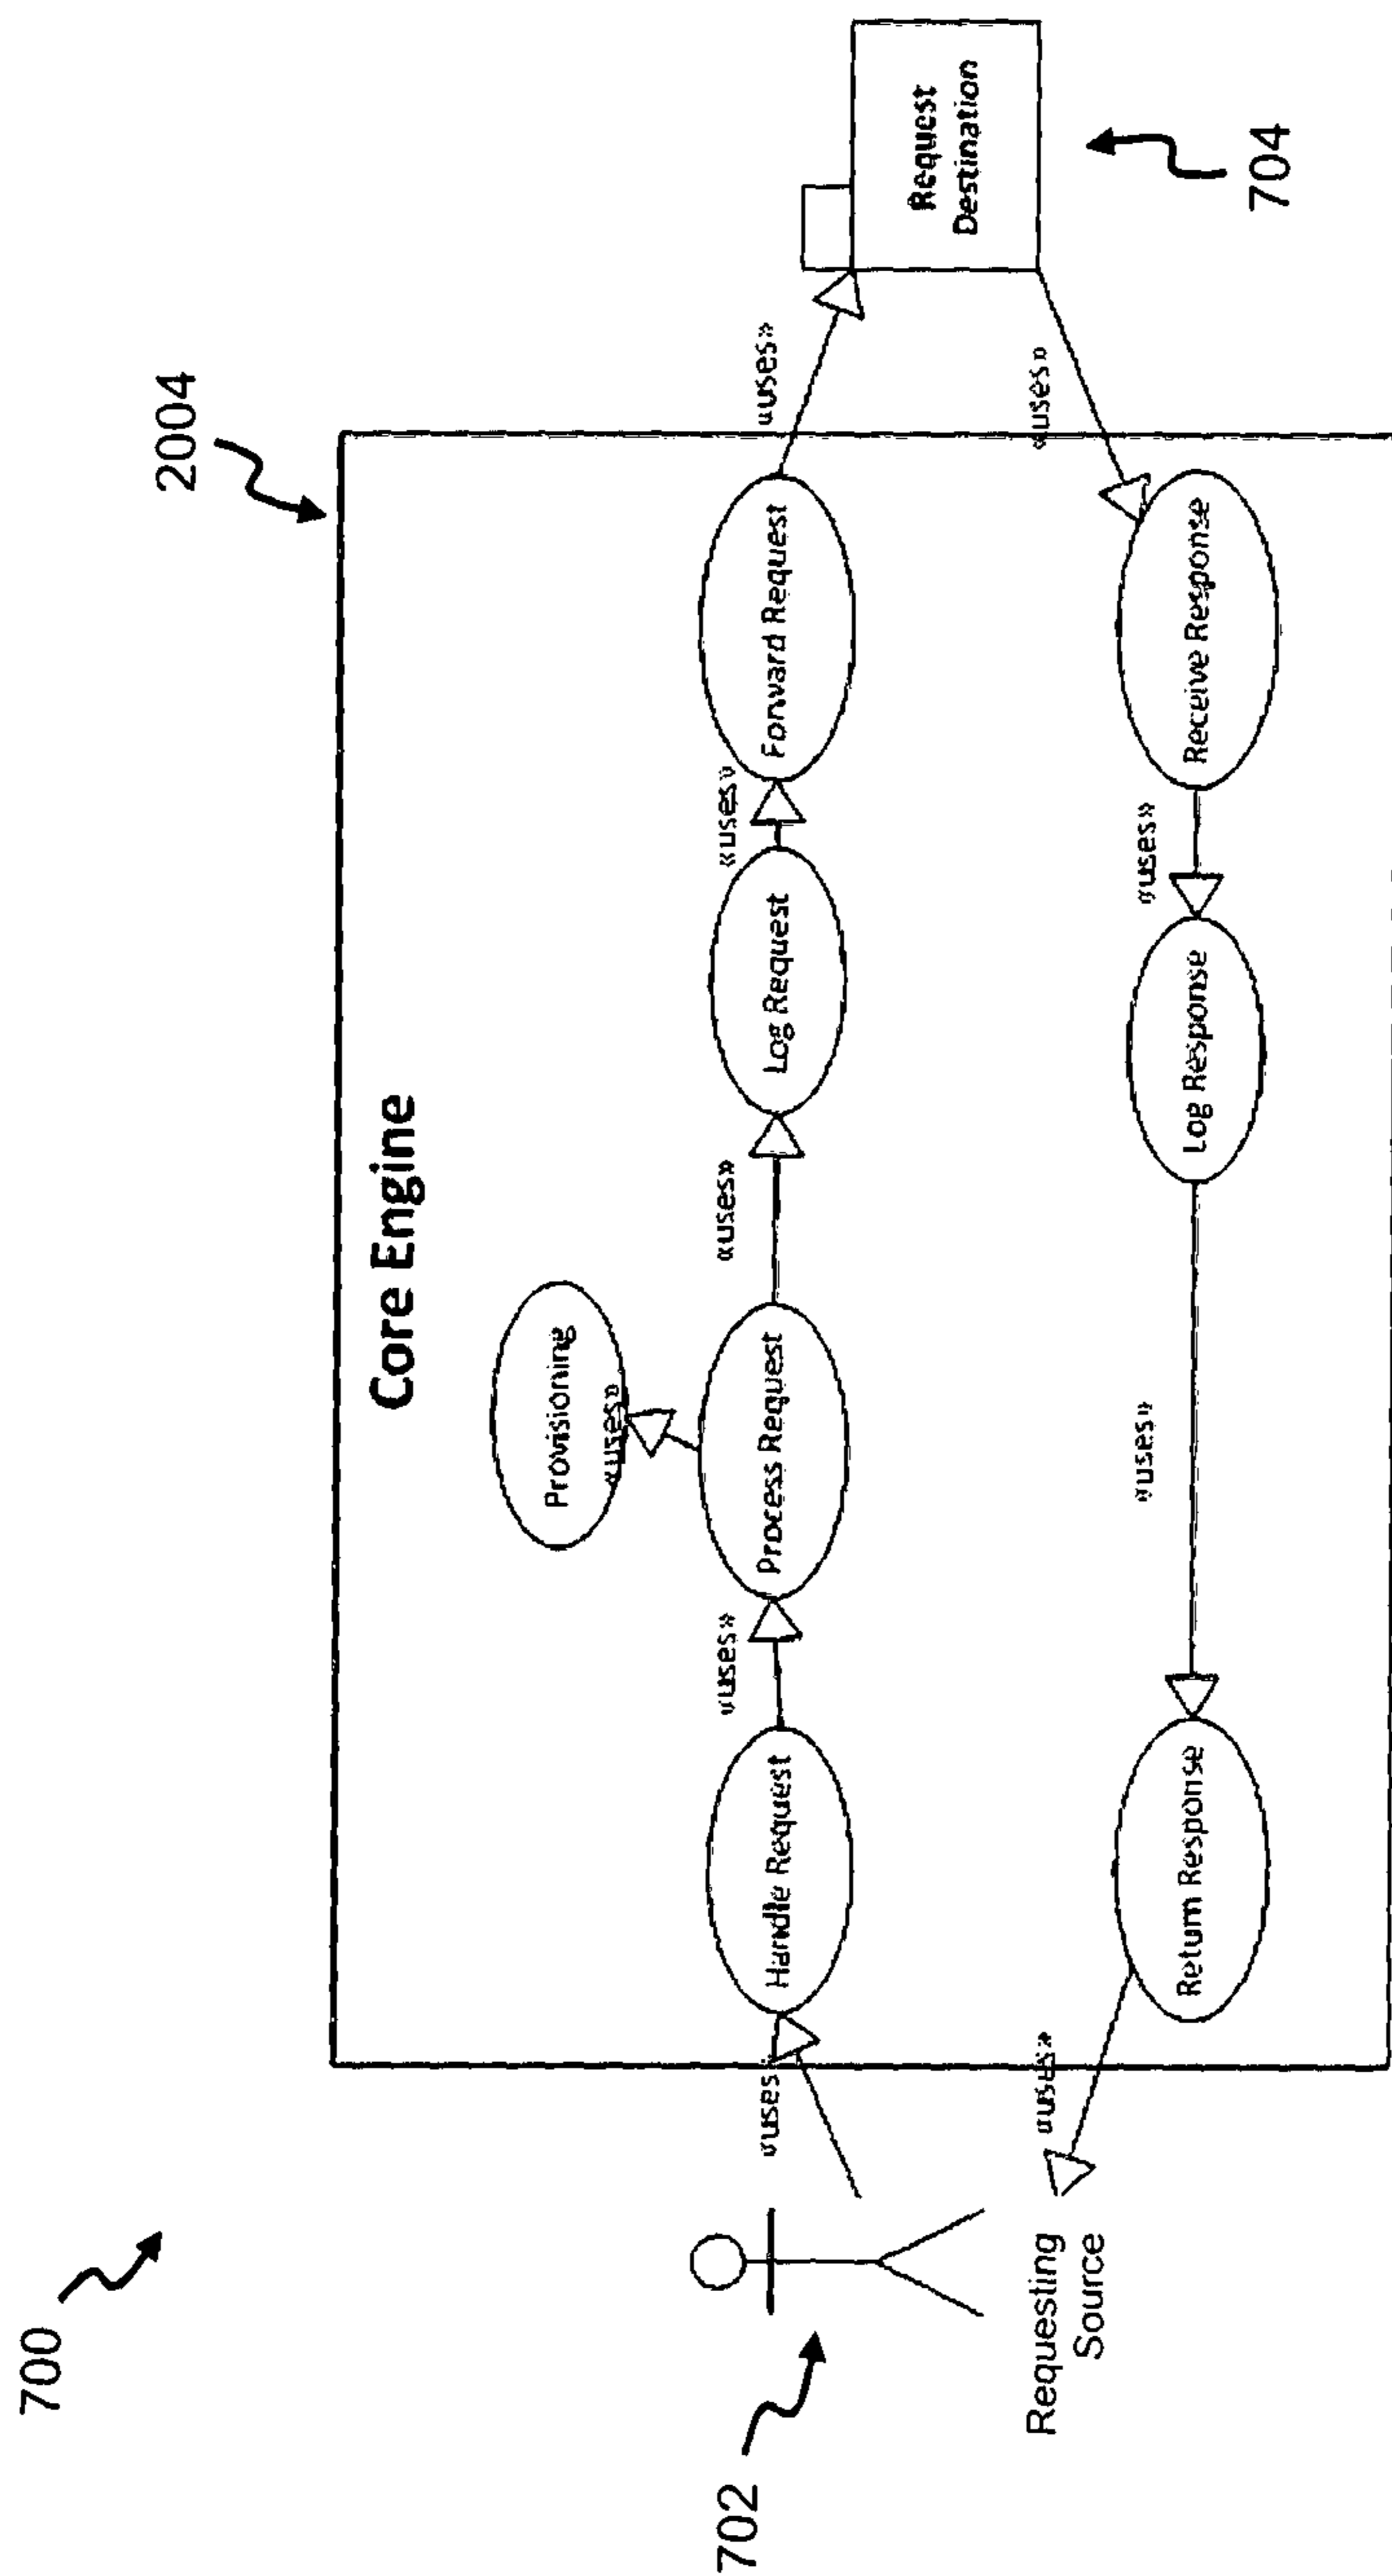 700
2004
Core Engine
Provisioning
«uses»
«uses»
«uses»
«uses»
«uses»
«uses»
Handle Request
Process Request
Log Request
Forward Request
Request
Destination
704
702
Requesting
Source
«uses»
«uses»
«uses»
«uses»
Return Response
Log Response
Receive Response